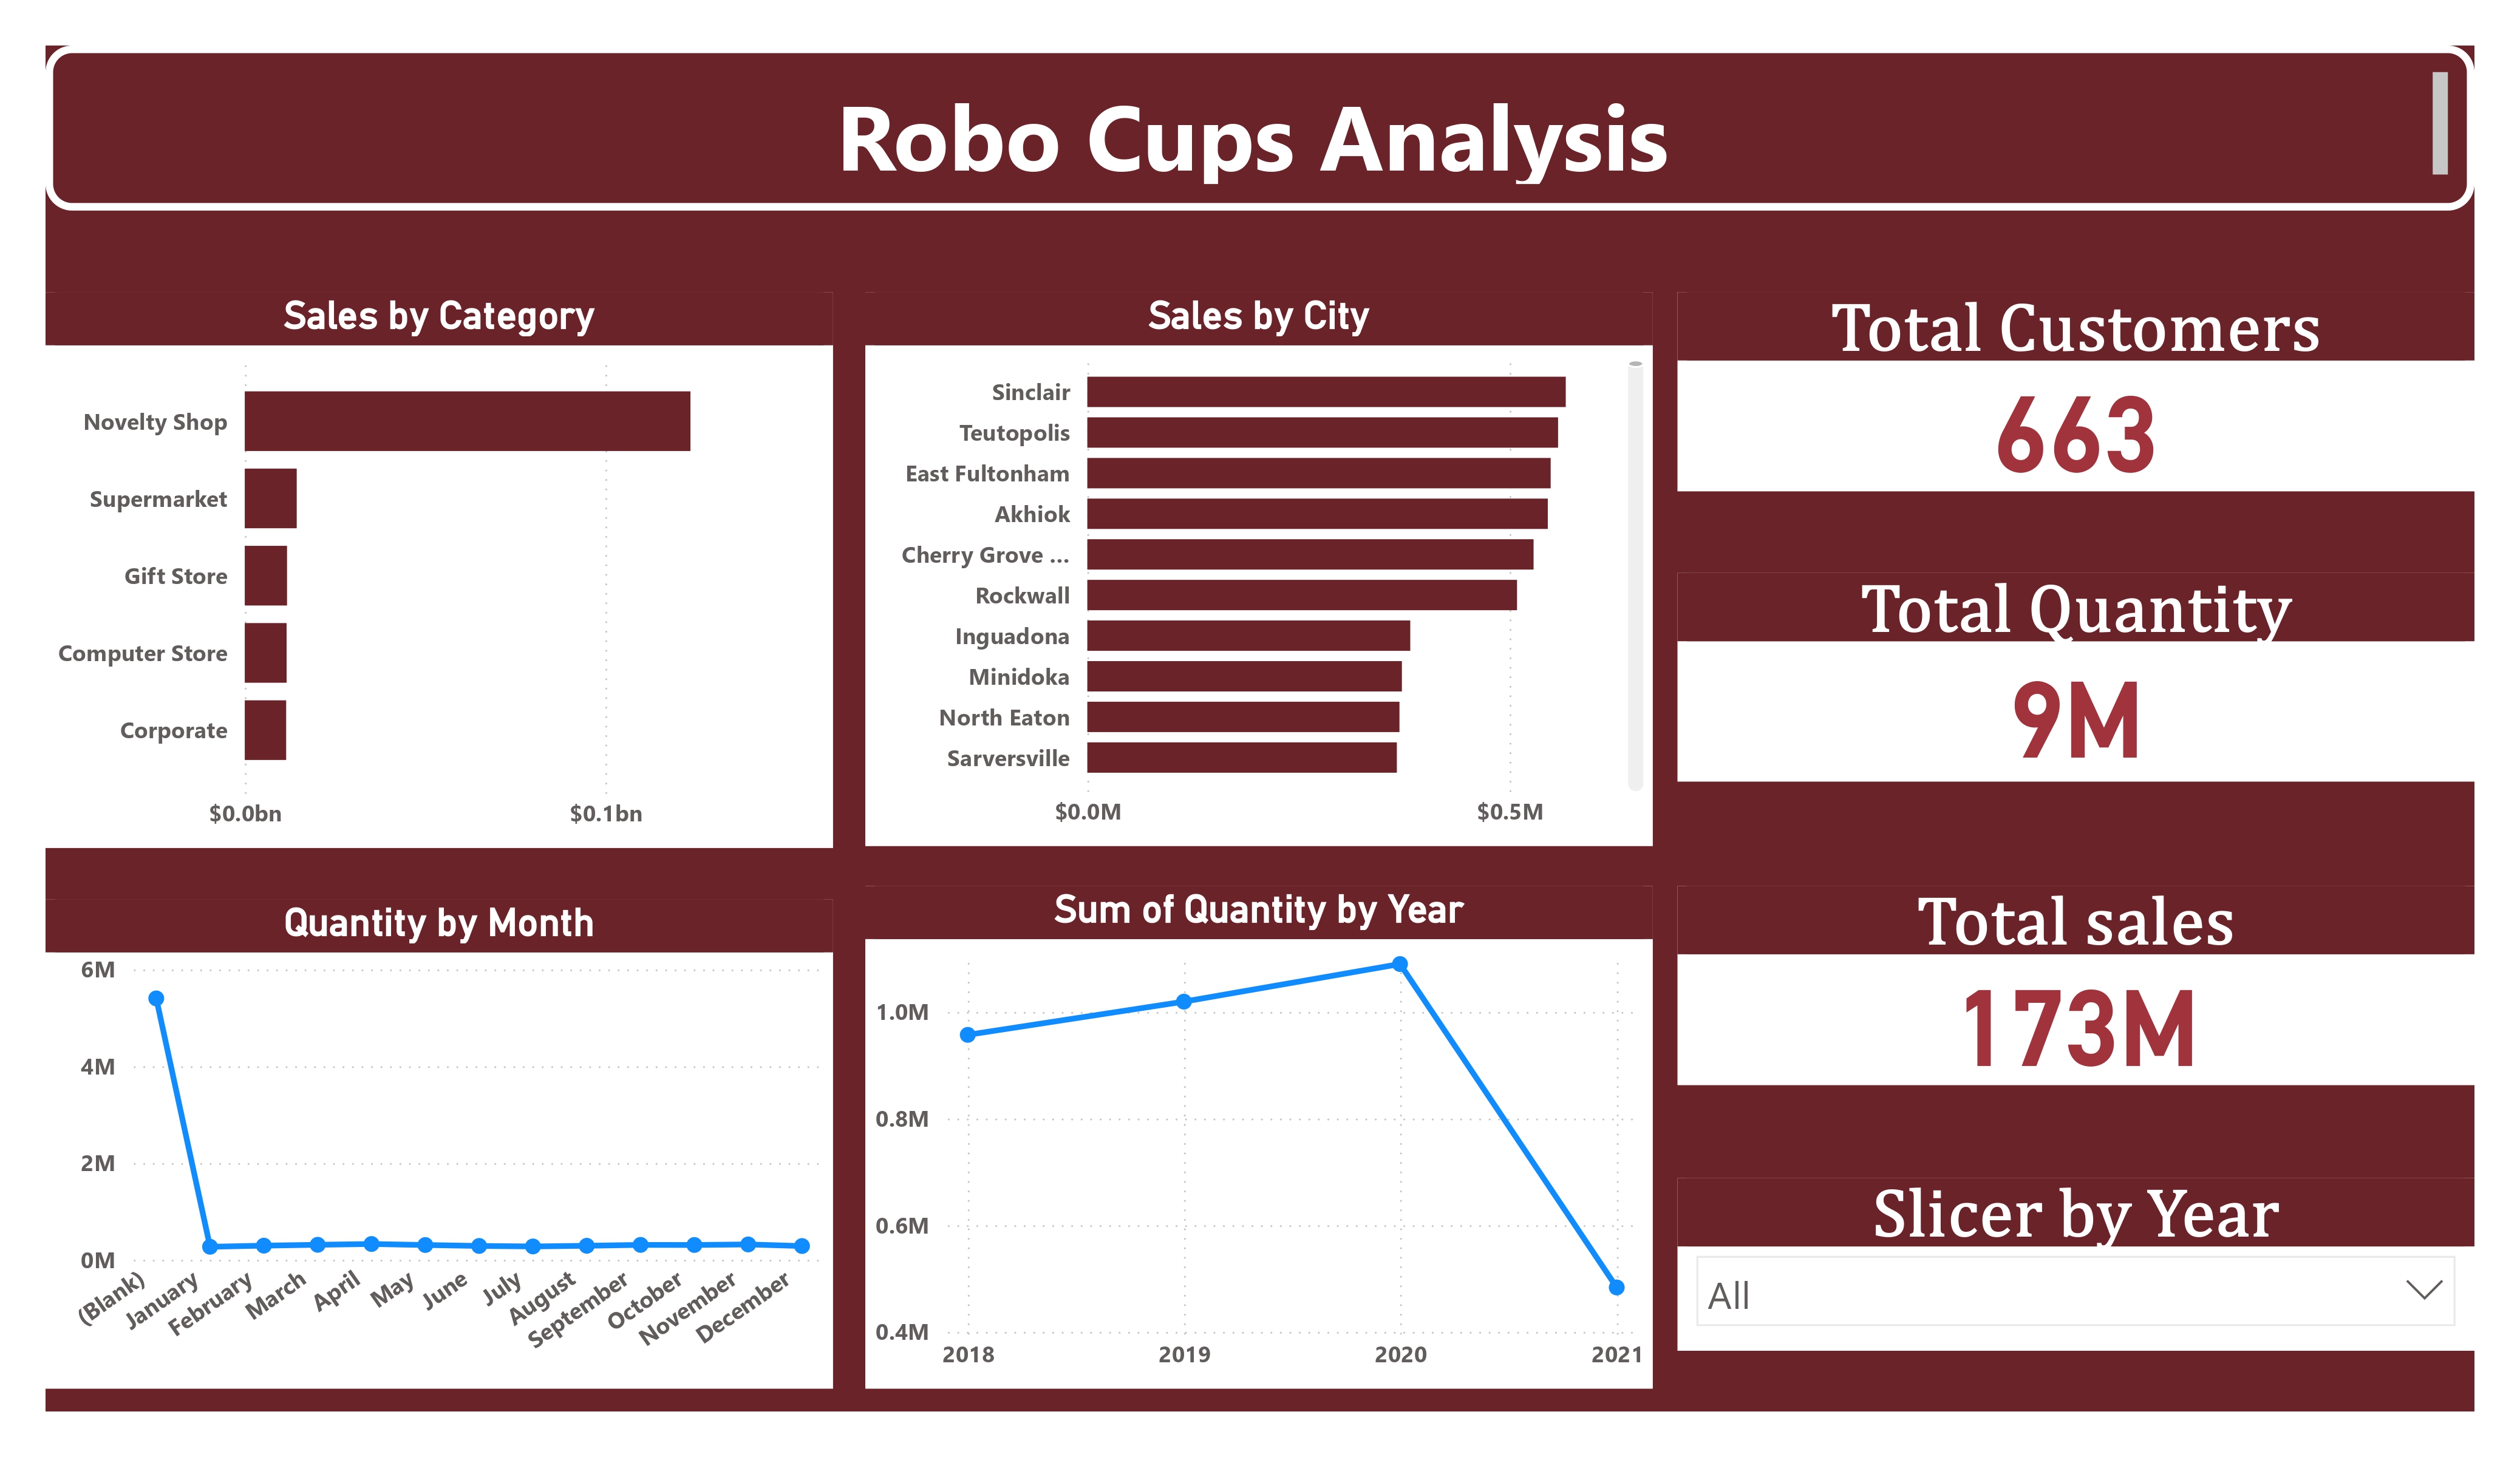 Robo Cups Analysis
Sales by Category
Novelty Shop
Supermarket
Gift Store
Computer Store
Corporate
$0.0bn
$0.1bn
Sales by City
Sinclair
Teutopolis
East Fultonham
Akhiok
Cherry Grove ...
Rockwall
Inguadona
Minidoka
North Eaton
Sarversville
$0.0M
$0.5M
Total Customers
663
Total Quantity
9M
Quantity by Month
6M
4M
2M
0M
(Blank)
January
February
March
April
May
June
July
August
September
October
November
December
Sum of Quantity by Year
1.0M
0.8M
0.6M
0.4M
2018
2019
2020
2021
Total sales
173M
Slicer by Year
All